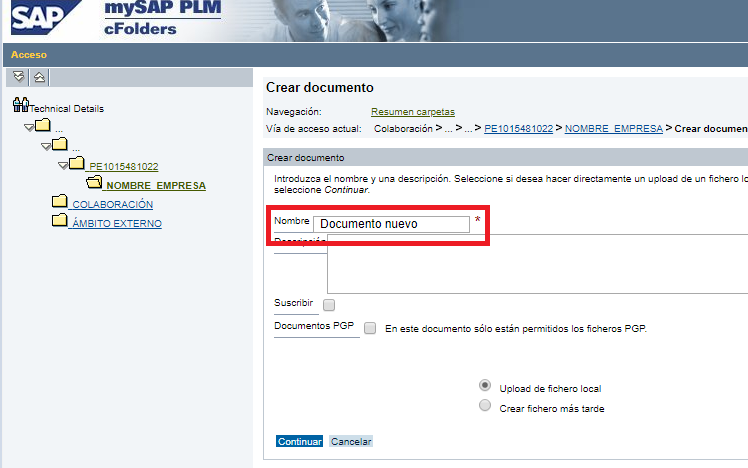 SAP
mySAP PLM
cFolders
Acceso
Technical Details
...
...
PE1015481022
NOMBRE_EMPRESA
COLABORACIÓN
ÁMBITO EXTERNO
Crear documento
Navegación: Resumen carpetas
Vía de acceso actual: Colaboración > ... > ... > PE1015481022 > NOMBRE_EMPRESA > Crear documen
Crear documento
Introduzca el nombre y una descripción. Seleccione si desea hacer directamente un upload de un fichero lo
seleccione Continuar.
Nombre Documento nuevo *
Descripción
Suscribir
Documentos PGP En este documento sólo están permitidos los ficheros PGP.
Upload de fichero local
Crear fichero más tarde
Continuar Cancelar